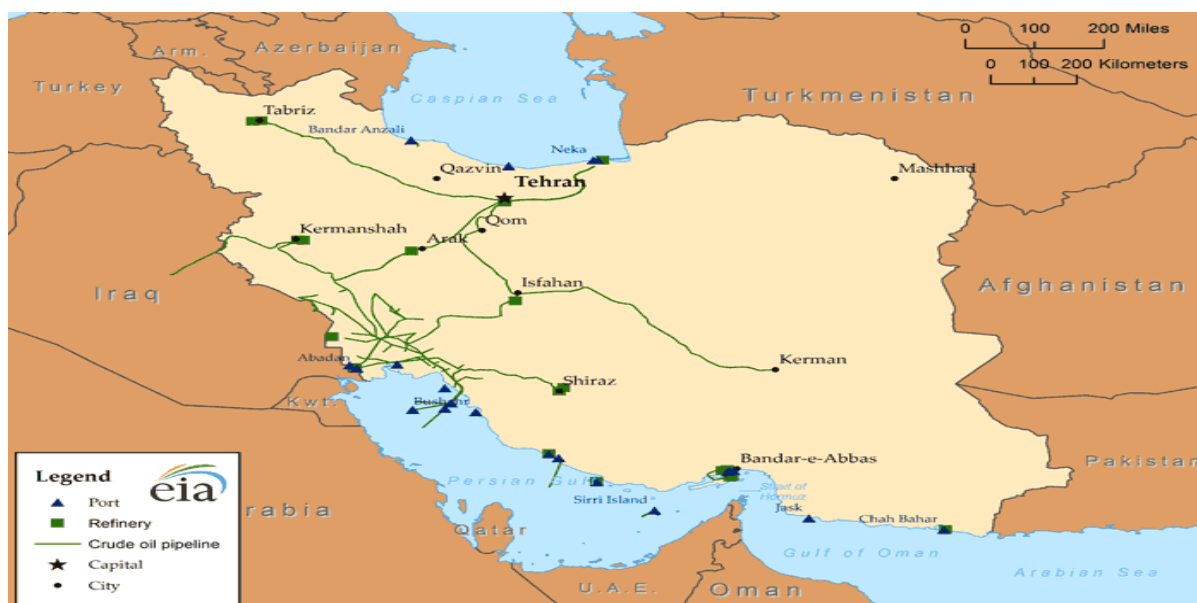 0 100 200 Miles
0 100 200 Kilometers
Arm.
Azerbaijan
Turkey
Caspian Sea
Turkmenistan
Tabriz
Bandar Anzali
Neka
Qazvin
Mashhad
Tehran
Qom
Kermanshah
Arak
Iraq
Isfahan
Afghanistan
Abadan
Kerman
Kwt.
Bushehr
Shiraz
Bandar-e-Abbas
Pakistan
Persian Gulf
Strait of
Hormuz
Sirri Island
Jask
Chah Bahar
rabia
Qatar
Gulf of Oman
Arabian Sea
U.A.E.
Oman
Legend
eia
Port
Refinery
Crude oil pipeline
Capital
City